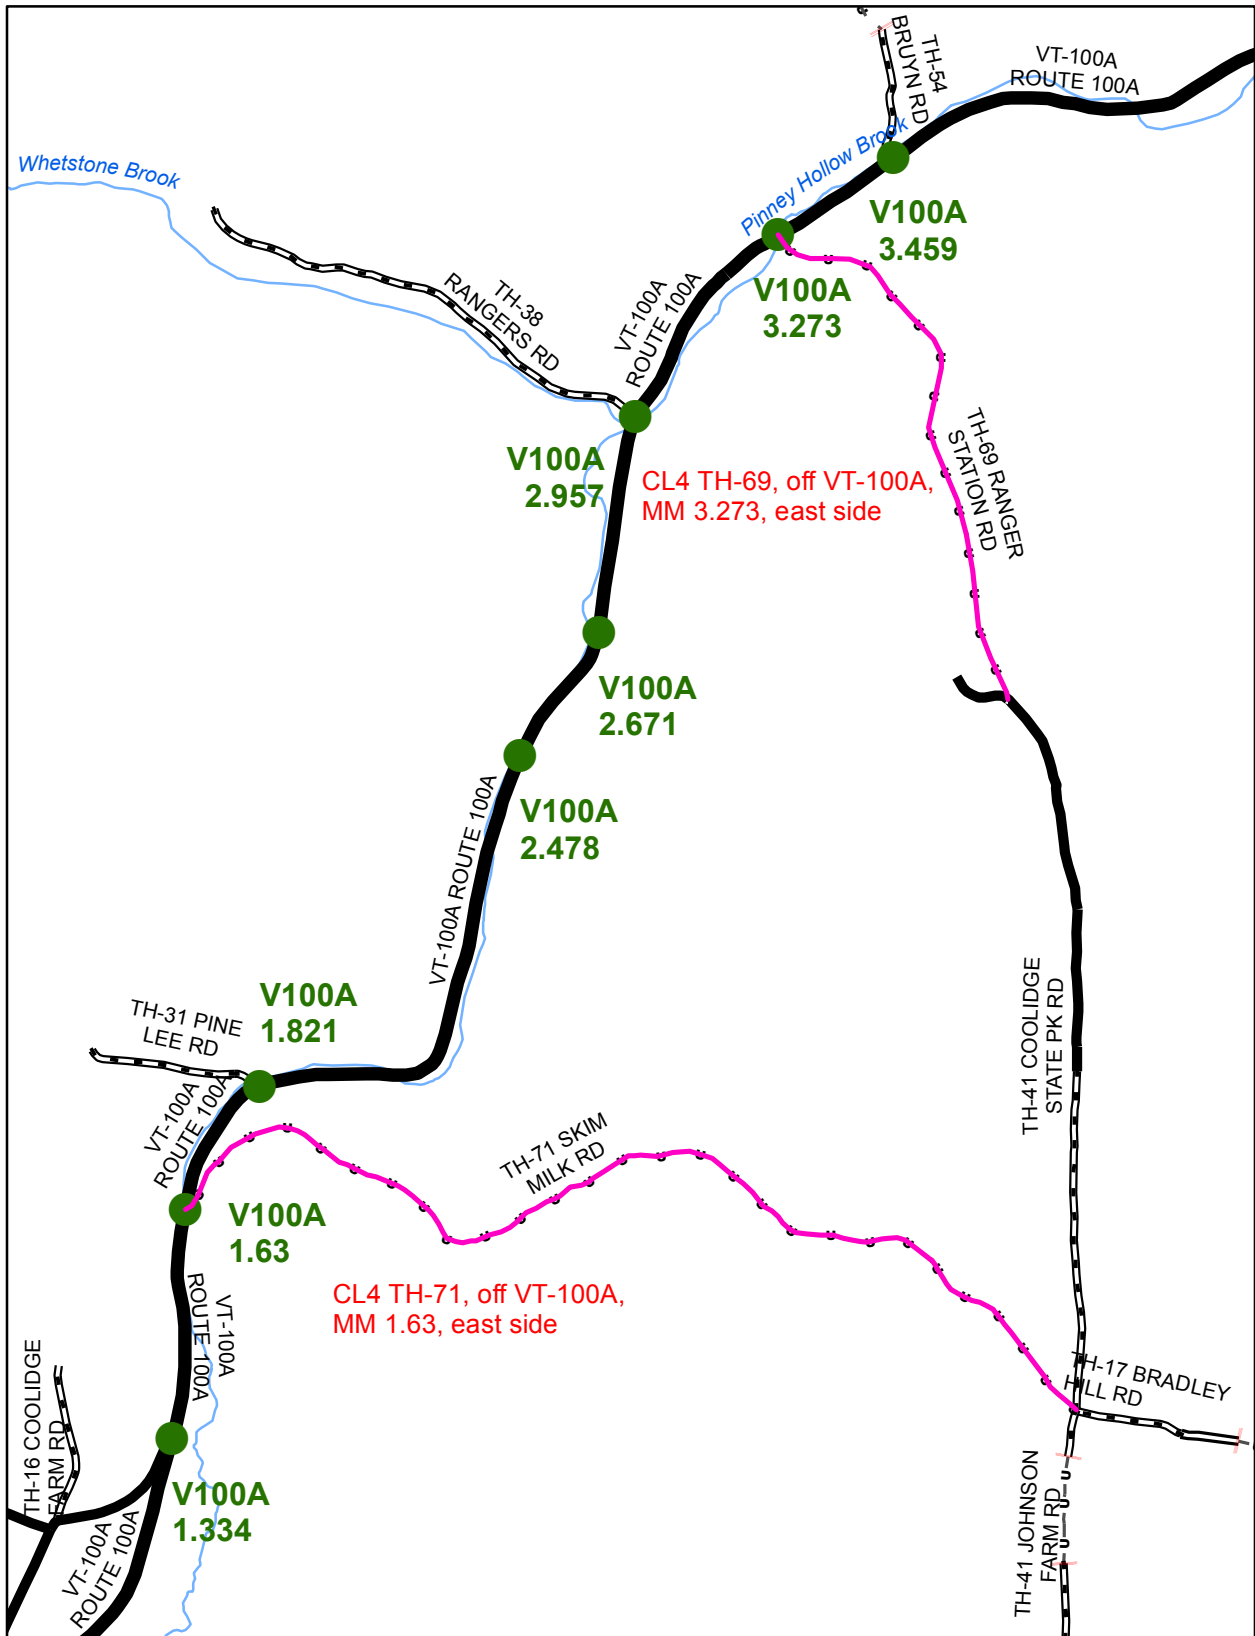 TH-54
BRUYN RD
VT-100A
ROUTE 100A
Whetstone Brook
Pinney Hollow Brook
V100A
3.459
V100A
3.273
TH-38
RANGERS RD
VT-100A
ROUTE 100A
V100A
2.957
CL4 TH-69, off VT-100A,
MM 3.273, east side
TH-69 RANGER
STATION RD
V100A
2.671
V100A
2.478
VT-100A ROUTE 100A
V100A
1.821
TH-31 PINE
LEE RD
TH-41 COOLIDGE
STATE PK RD
VT-100A
ROUTE 100A
TH-71 SKIM
MILK RD
V100A
1.63
CL4 TH-71, off VT-100A,
MM 1.63, east side
VT-100A
ROUTE 100A
TH-16 COOLIDGE
FARM RD
TH-17 BRADLEY
HILL RD
V100A
1.334
VT-100A
ROUTE 100A
TH-41 JOHNSON
FARM RD